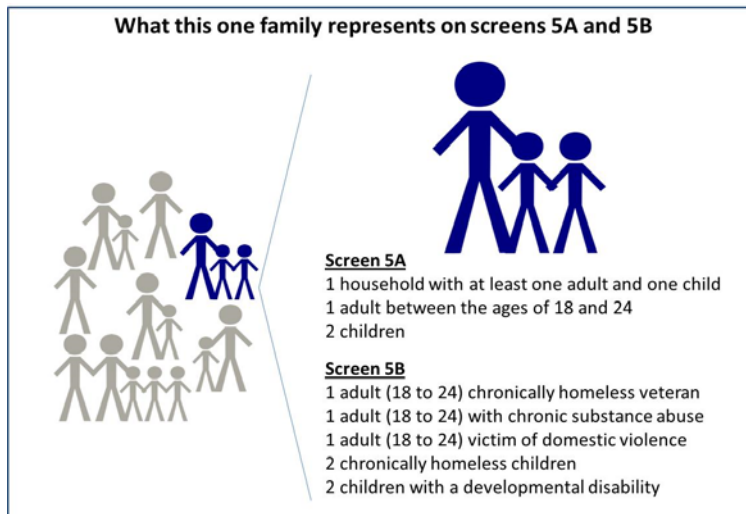 What this one family represents on screens 5A and 5B
Screen 5A
1 household with at least one adult and one child
1 adult between the ages of 18 and 24
2 children
Screen 5B
1 adult (18 to 24) chronically homeless veteran
1 adult (18 to 24) with chronic substance abuse
1 adult (18 to 24) victim of domestic violence
2 chronically homeless children
2 children with a developmental disability